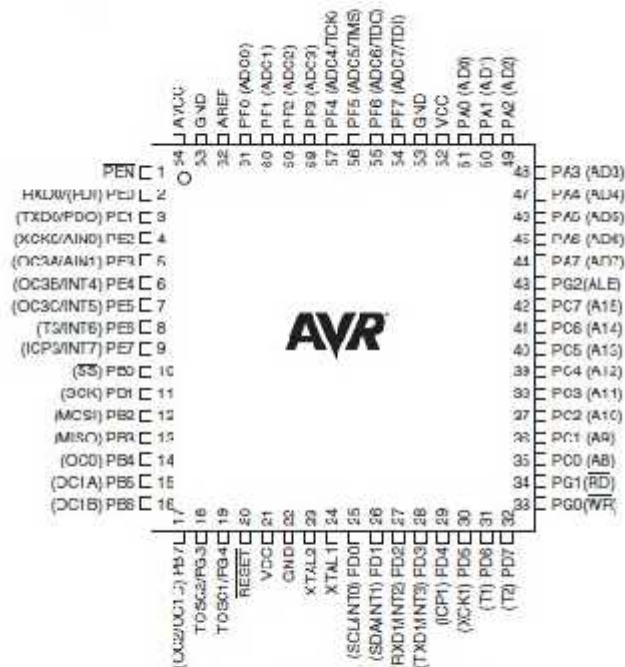 AVCC
GND
AREF
PF0 (ADC0)
PF1 (ADC1)
PF2 (ADC2)
PF3 (ADC3)
PF4 (ADC4/TCK)
PF5 (ADC5/TMS)
PF6 (ADC6/TDO)
PF7 (ADC7/TDI)
GND
VCC
PA0 (AD0)
PA1 (AD1)
PA2 (AD2)
64 63 62 61 60 59 58 57 56 55 54 53 52 51 50 49
PEN 1
RXD0/(PDI) PE0 2
(TXD0/PDO) PE1 3
(XCK0/AIN0) PE2 4
(OC3A/AIN1) PE3 5
(OC3B/INT4) PE4 6
(OC3C/INT5) PE5 7
(T3/INT6) PE6 8
(ICP3/INT7) PE7 9
(SS) PB0 10
(SCK) PB1 11
(MOSI) PB2 12
(MISO) PB3 13
(OC0) PB4 14
(OC1A) PB5 15
(OC1B) PB6 16
AVR
48 PA3 (AD3)
47 PA4 (AD4)
46 PA5 (AD5)
45 PA6 (AD6)
44 PA7 (AD7)
43 PG2(ALE)
42 PC7 (A15)
41 PC6 (A14)
40 PC5 (A13)
39 PC4 (A12)
38 PC3 (A11)
37 PC2 (A10)
36 PC1 (A9)
35 PC0 (A8)
34 PG1(RD)
33 PG0(WR)
17 18 19 20 21 22 23 24 25 26 27 28 29 30 31 32
(OC2/OC1C) PB7
TOSC2/PG3
TOSC1/PG4
RESET
VCC
GND
XTAL2
XTAL1
(SCL/INT0) PD0
(SDA/INT1) PD1
RXD1/INT2) PD2
(TXD1/INT3) PD3
(ICP1) PD4
(XCK1) PD5
(T1) PD6
(T2) PD7